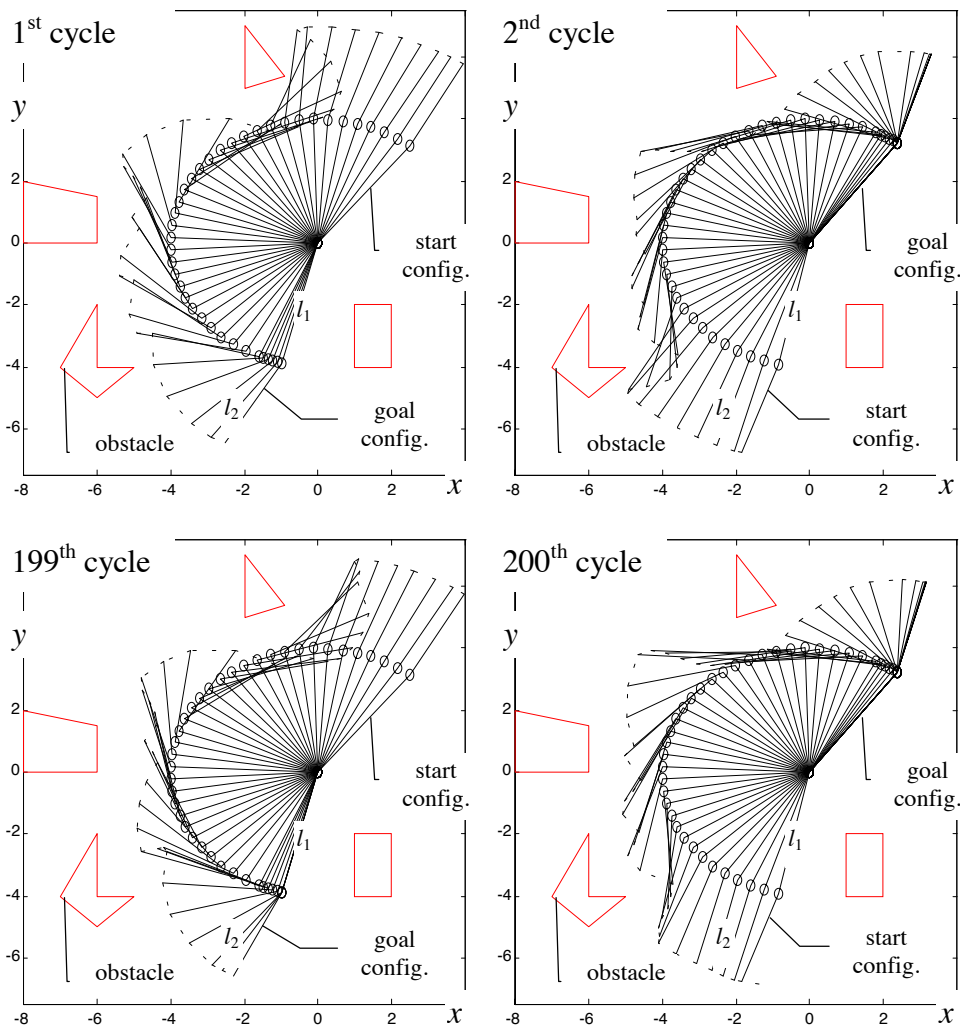 1st cycle
y
2
0
-2
-4
-6
-8 -6 -4 -2 0 2 x
start
config.
l1
l2
goal
config.
obstacle
2nd cycle
y
2
0
-2
-4
-6
-8 -6 -4 -2 0 2 x
goal
config.
l1
l2
start
config.
obstacle
199th cycle
y
2
0
-2
-4
-6
-8 -6 -4 -2 0 2 x
start
config.
l1
l2
goal
config.
obstacle
200th cycle
y
2
0
-2
-4
-6
-8 -6 -4 -2 0 2 x
goal
config.
l1
l2
start
config.
obstacle